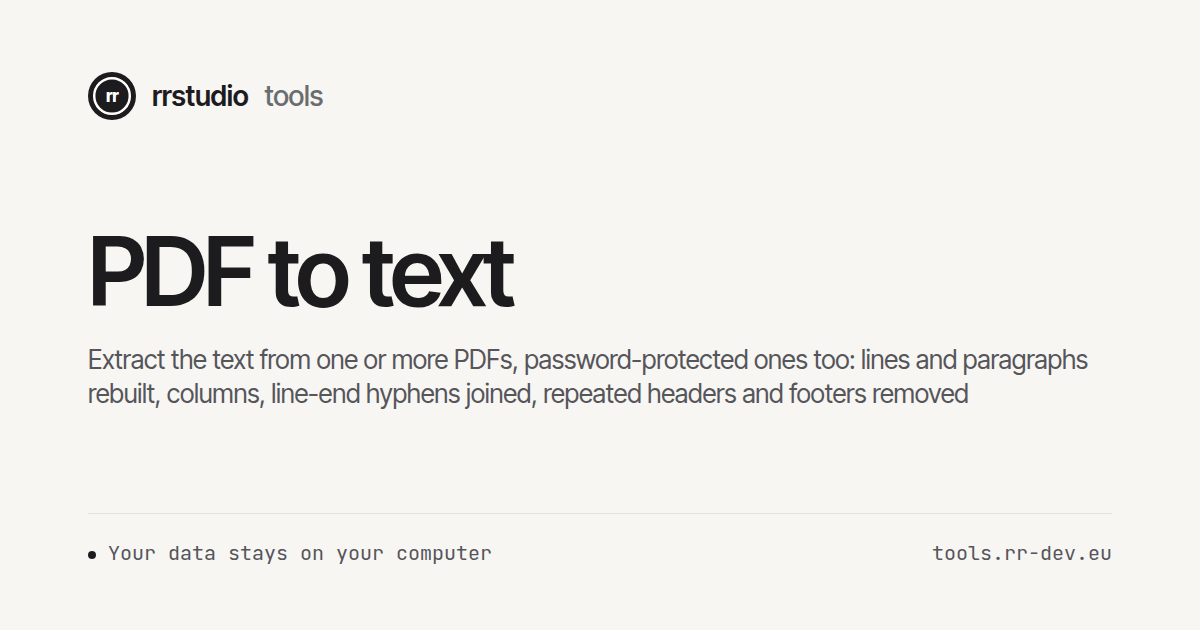 rr rrstudio tools
PDF to text
Extract the text from one or more PDFs, password-protected ones too: lines and paragraphs
rebuilt, columns, line-end hyphens joined, repeated headers and footers removed
Your data stays on your computer
tools.rr-dev.eu